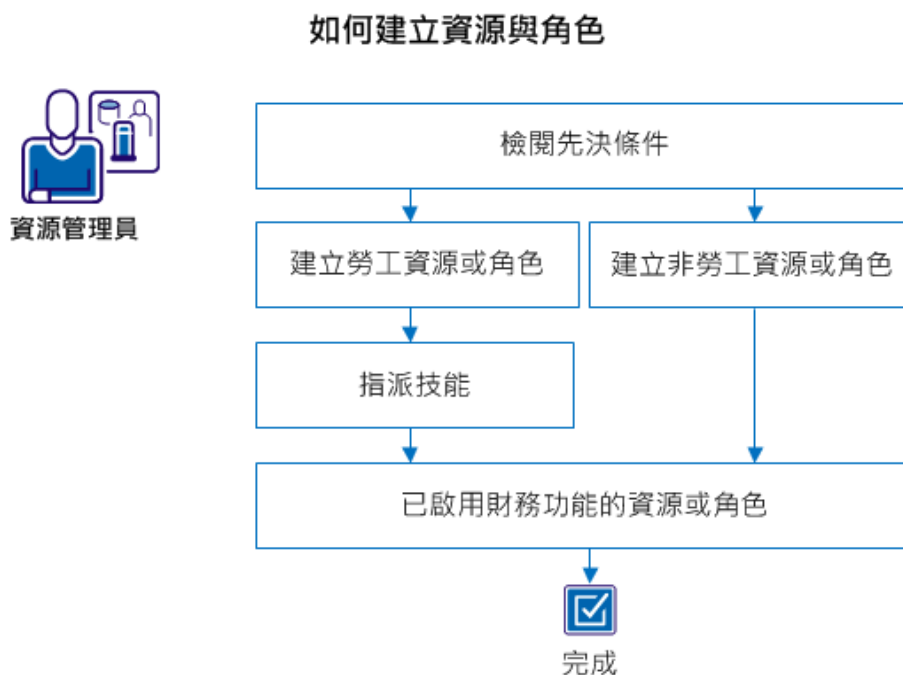 如何建立資源與角色
資源管理員
檢閱先決條件
建立勞工資源或角色
建立非勞工資源或角色
指派技能
已啟用財務功能的資源或角色
完成